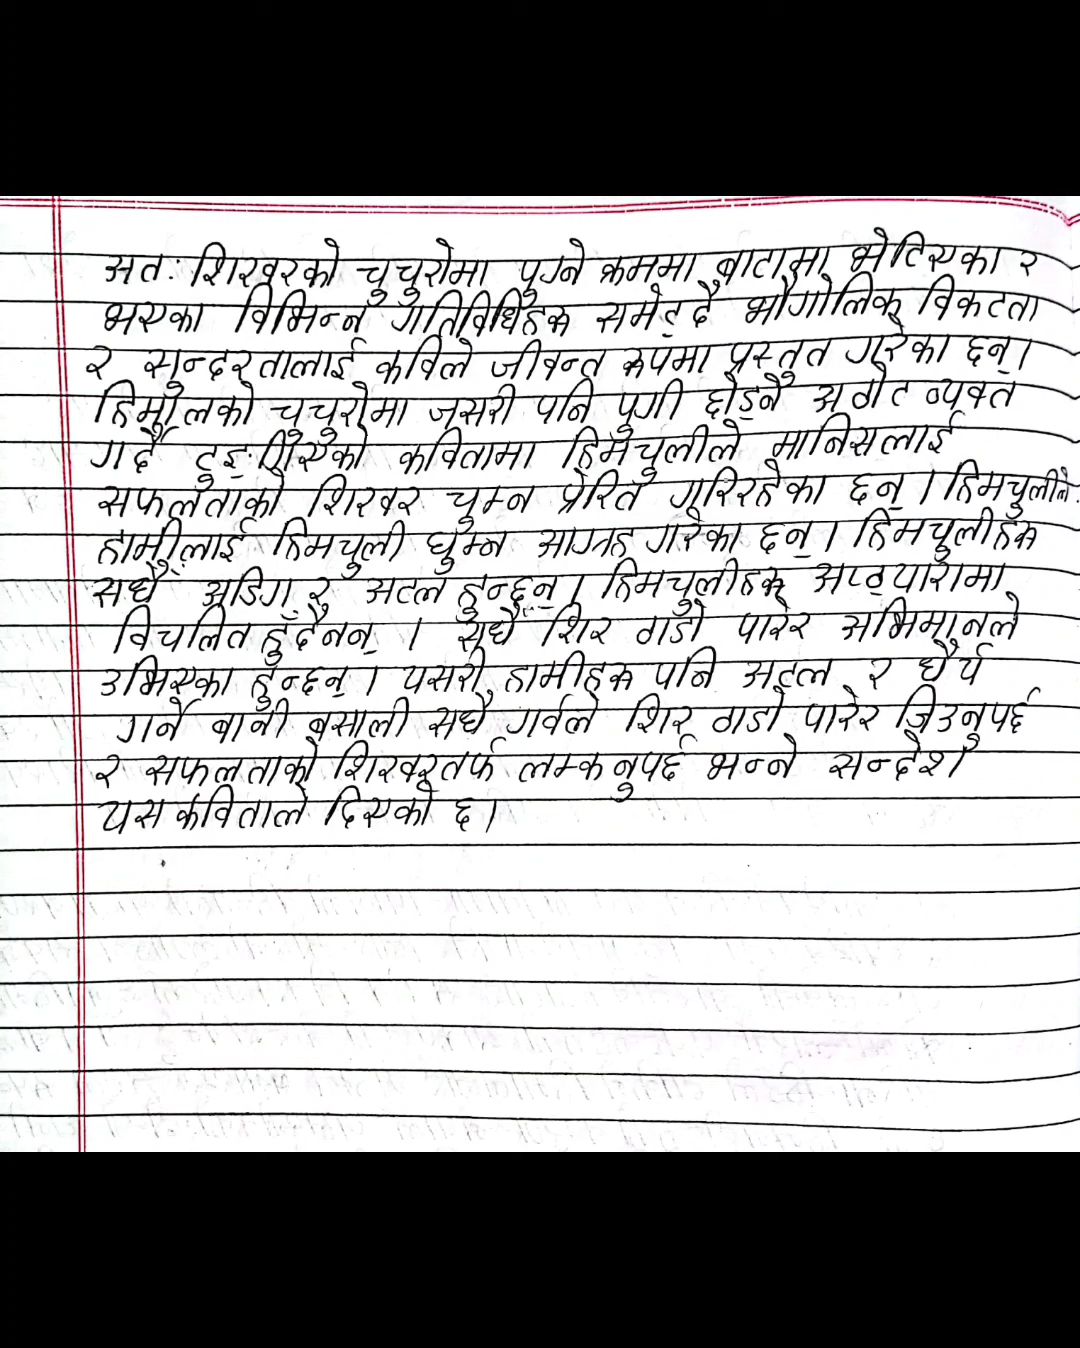 अतः शिखरको चुचुरोमा पुग्ने क्रममा बाटामा भेटिएका र
भएका विभिन्न गतिविधिहरू समेट्दै भौगोलिक विकटता
र सुन्दरतालाई कविले जीवन्त रूपमा प्रस्तुत गरेका छन्।
हिमालको चुचुरोमा जसरी पनि पुगी छोड्ने अठोट व्यक्त
गर्दै टुङ्गिएको कवितामा हिमचुलीले मानिसलाई
सफलताको शिखर चुम्न प्रेरित गरिरहेका छन्। हिमचुलीले
हामीलाई हिमचुली घुम्न आग्रह गरेका छन्। हिमचुलीहरू
सधैँ अडिग र अटल हुन्छन्। हिमचुलीहरू अप्ठ्यारामा
विचलित हुँदैनन्। सधैँ शिर ठाडो पारेर अभिमानले
उभिएका हुन्छन्। यसरी हामीहरू पनि अटल र धैर्य
गर्ने बानी बसाली सधैँ गर्वले शिर ठाडो पारेर जिउनुपर्छ
र सफलताको शिखरतर्फ लम्कनुपर्छ भन्ने सन्देश
यस कविताले दिएको छ।